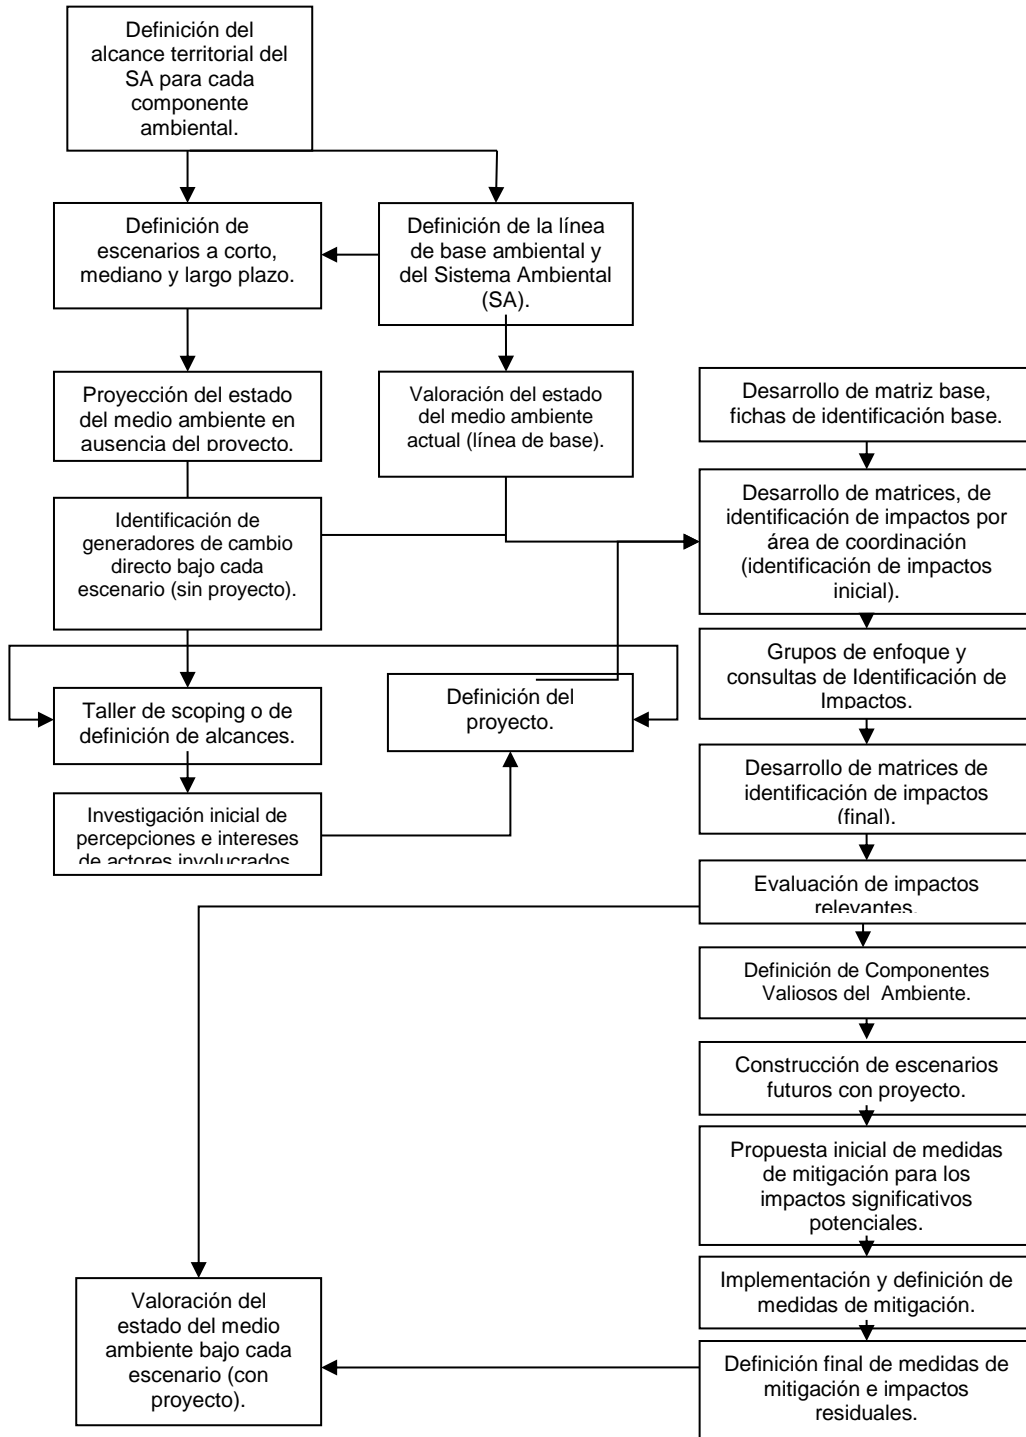 Definición del
alcance territorial del
SA para cada
componente
ambiental.
Definición de
escenarios a corto,
mediano y largo plazo.
Definición de la línea
de base ambiental y
del Sistema Ambiental
(SA).
Proyección del estado
del medio ambiente en
ausencia del proyecto.
Valoración del estado
del medio ambiente
actual (línea de base).
Desarrollo de matriz base,
fichas de identificación base.
Identificación de
generadores de cambio
directo bajo cada
escenario (sin proyecto).
Desarrollo de matrices, de
identificación de impactos por
área de coordinación
(identificación de impactos
inicial).
Grupos de enfoque y
consultas de Identificación de
Impactos.
Taller de scoping o de
definición de alcances.
Definición del
proyecto.
Desarrollo de matrices de
identificación de impactos
(final).
Investigación inicial de
percepciones e intereses
de actores involucrados
Evaluación de impactos
relevantes.
Definición de Componentes
Valiosos del Ambiente.
Construcción de escenarios
futuros con proyecto.
Propuesta inicial de medidas
de mitigación para los
impactos significativos
potenciales.
Implementación y definición de
medidas de mitigación.
Valoración del
estado del medio
ambiente bajo cada
escenario (con
proyecto).
Definición final de medidas de
mitigación e impactos
residuales.